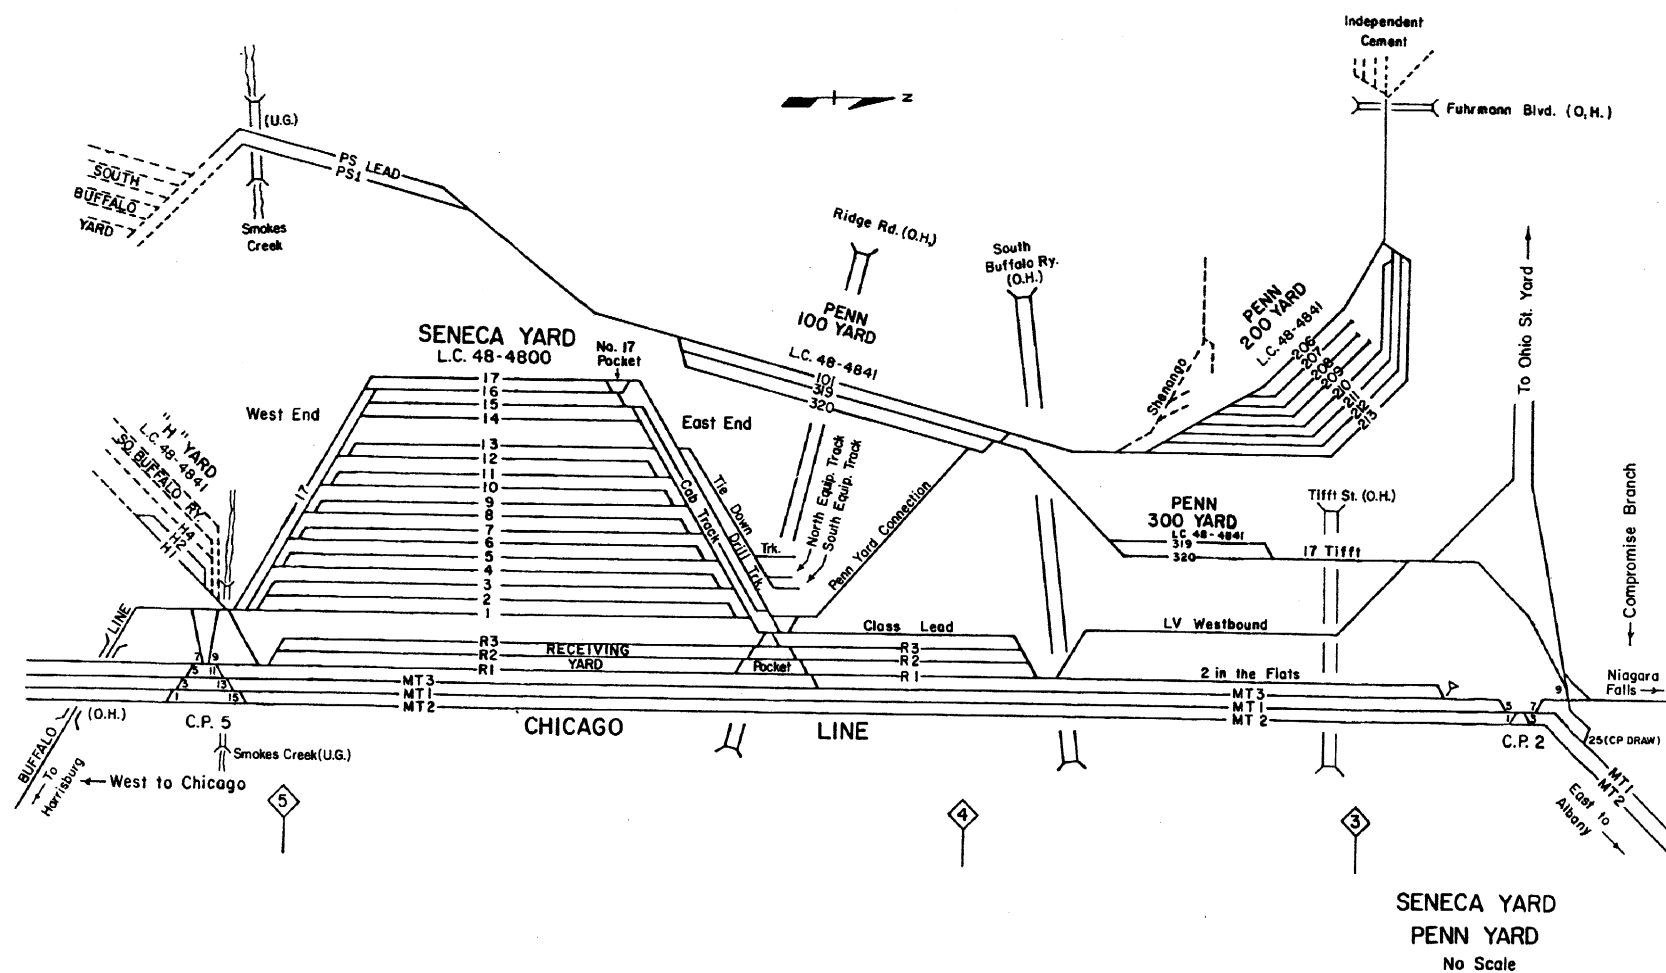 Independent
Cement
Fuhrmann Blvd. (O,H.)
N
(U.G.)
PS LEAD
PS1
SOUTH
BUFFALO
YARD
Smokes
Creek
Ridge Rd. (O.H.)
South
Buffalo Ry.
(O.H.)
PENN
100 YARD
L.C. 48-4841
101
319
320
PENN
200 YARD
L.C. 48-4841
206
207
208
209
210
211
212
213
Shenango
To Ohio St. Yard
SENECA YARD
L.C. 48-4800
No. 17
Pocket
West End
East End
17
16
15
14
13
12
11
10
9
8
7
6
5
4
3
2
1
17
"H" YARD
L.C. 48-4841
SO. BUFFALO RY.
H4
H2
H1
Cab Track
Tie Down
Drill Trk.
Trk.
North Equip. Track
South Equip. Track
Penn Yard Connection
PENN
300 YARD
LC 48-4841
319
320
17 Tifft
Tifft St. (O.H.)
Compromise Branch
LINE
R3
R2
R1
RECEIVING
YARD
Pocket
Class Lead
R3
R2
R1
LV Westbound
2 in the Flats
Niagara
Falls
7
9
5
11
3
13
1
15
MT3
MT1
MT2
MT3
MT1
MT2
5
7
1
3
9
25(CP DRAW)
(O.H.)
C.P. 5
CHICAGO LINE
C.P. 2
BUFFALO
To
Harrisburg
Smokes Creek(U.G.)
West to Chicago
MT1
MT2
East to
Albany
5
4
3
SENECA YARD
PENN YARD
No Scale